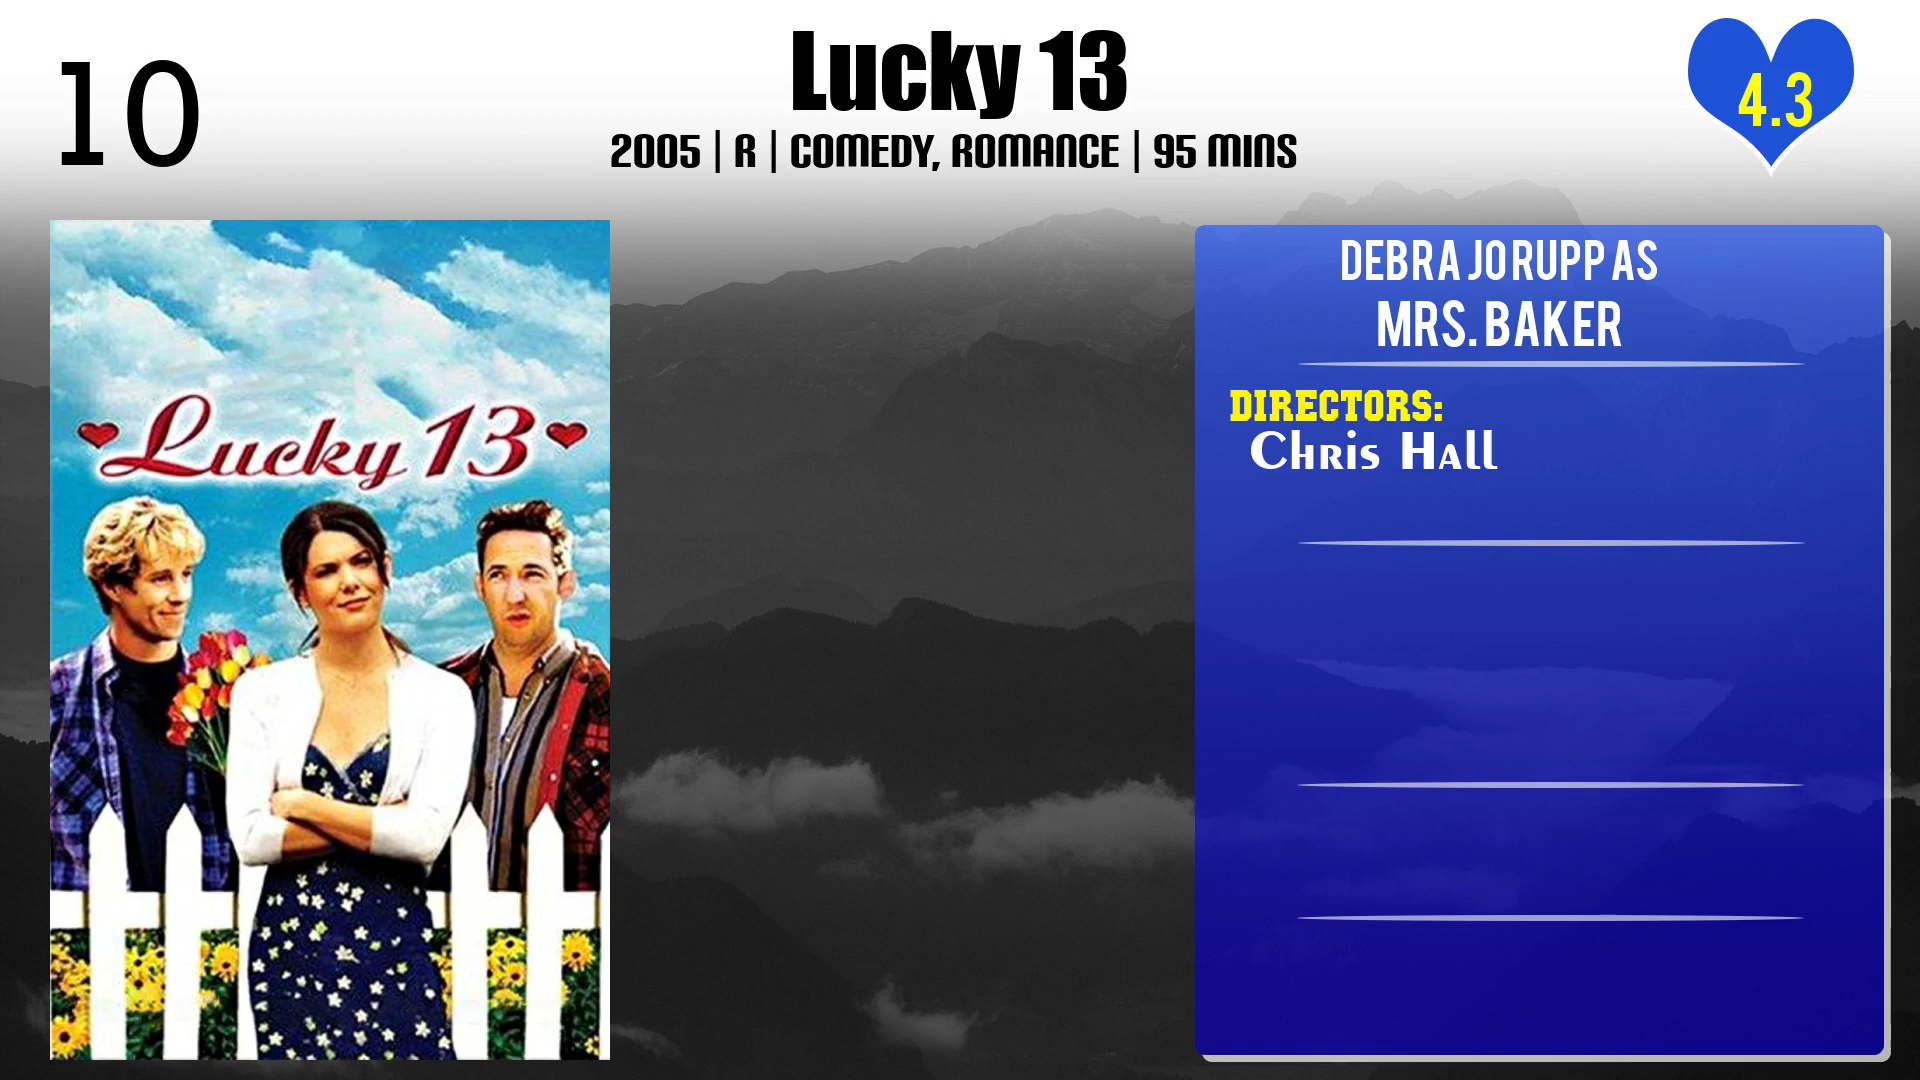 10
Lucky 13
2005 | R | COMEDY, ROMANCE | 95 MINS
4.3
Lucky 13
DEBRA JO RUPP AS
MRS. BAKER
DIRECTORS:
Chris Hall